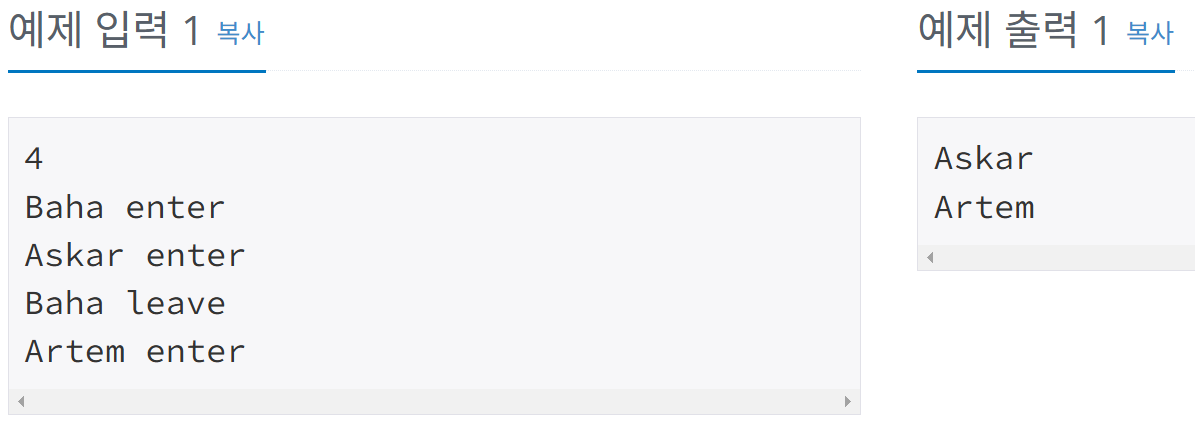 예제 입력 1 복사
4
Baha enter
Askar enter
Baha leave
Artem enter
예제 출력 1 복사
Askar
Artem